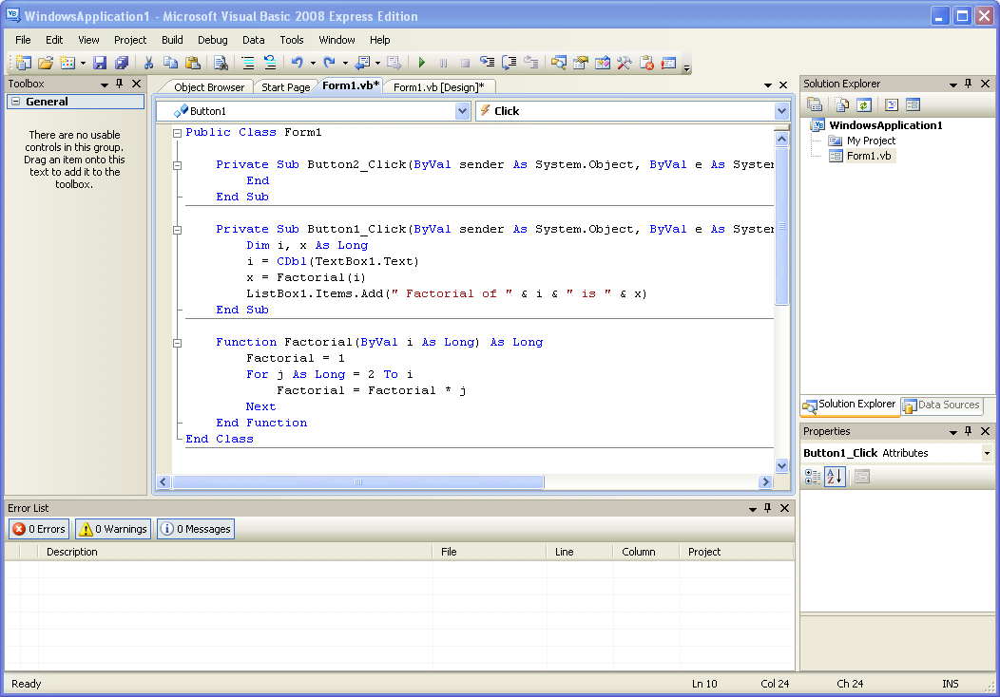 WindowsApplication1 - Microsoft Visual Basic 2008 Express Edition
File Edit View Project Build Debug Data Tools Window Help
Toolbox
General
There are no usable
controls in this group.
Drag an item onto this
text to add it to the
toolbox.
Object Browser Start Page Form1.vb* Form1.vb [Design]*
Button1 Click
Public Class Form1
Private Sub Button2_Click(ByVal sender As System.Object, ByVal e As System
End
End Sub
Private Sub Button1_Click(ByVal sender As System.Object, ByVal e As System
Dim i, x As Long
i = CDbl(TextBox1.Text)
x = Factorial(i)
ListBox1.Items.Add(" Factorial of " & i & " is " & x)
End Sub
Function Factorial(ByVal i As Long) As Long
Factorial = 1
For j As Long = 2 To i
Factorial = Factorial * j
Next
End Function
End Class
Solution Explorer
WindowsApplication1
My Project
Form1.vb
Solution Explorer Data Sources
Properties
Button1_Click Attributes
Error List
0 Errors 0 Warnings 0 Messages
Description File Line Column Project
Ready Ln 10 Col 24 Ch 24 INS